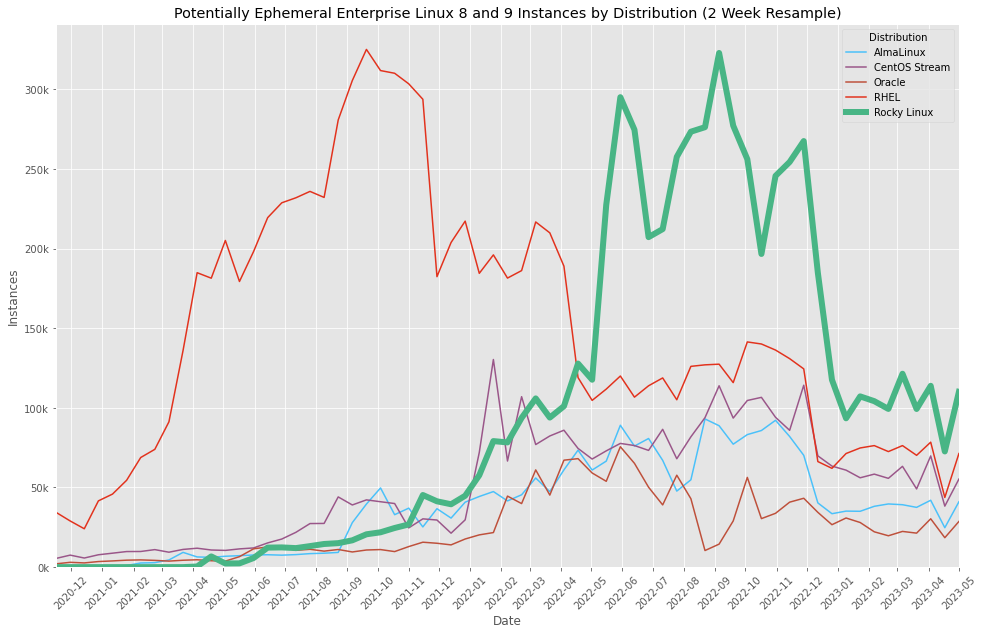 Potentially Ephemeral Enterprise Linux 8 and 9 Instances by Distribution (2 Week Resample)
Distribution
AlmaLinux
CentOS Stream
Oracle
RHEL
Rocky Linux
300k
250k
200k
150k
100k
50k
0k
Instances
2020-12
2021-01
2021-02
2021-03
2021-04
2021-05
2021-06
2021-07
2021-08
2021-09
2021-10
2021-11
2021-12
2022-01
2022-02
2022-03
2022-04
2022-05
2022-06
2022-07
2022-08
2022-09
2022-10
2022-11
2022-12
2023-01
2023-02
2023-03
2023-04
2023-05
Date